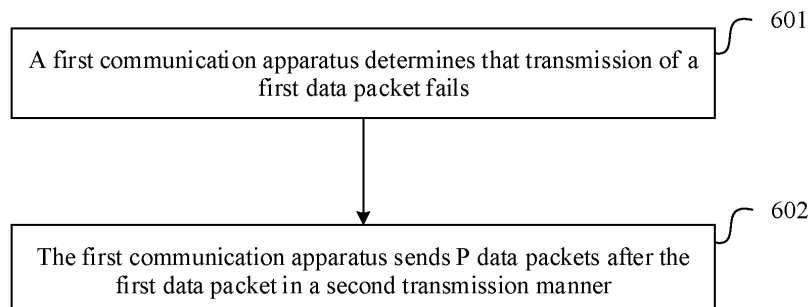 601
A first communication apparatus determines that transmission of a
first data packet fails
602
The first communication apparatus sends P data packets after the
first data packet in a second transmission manner